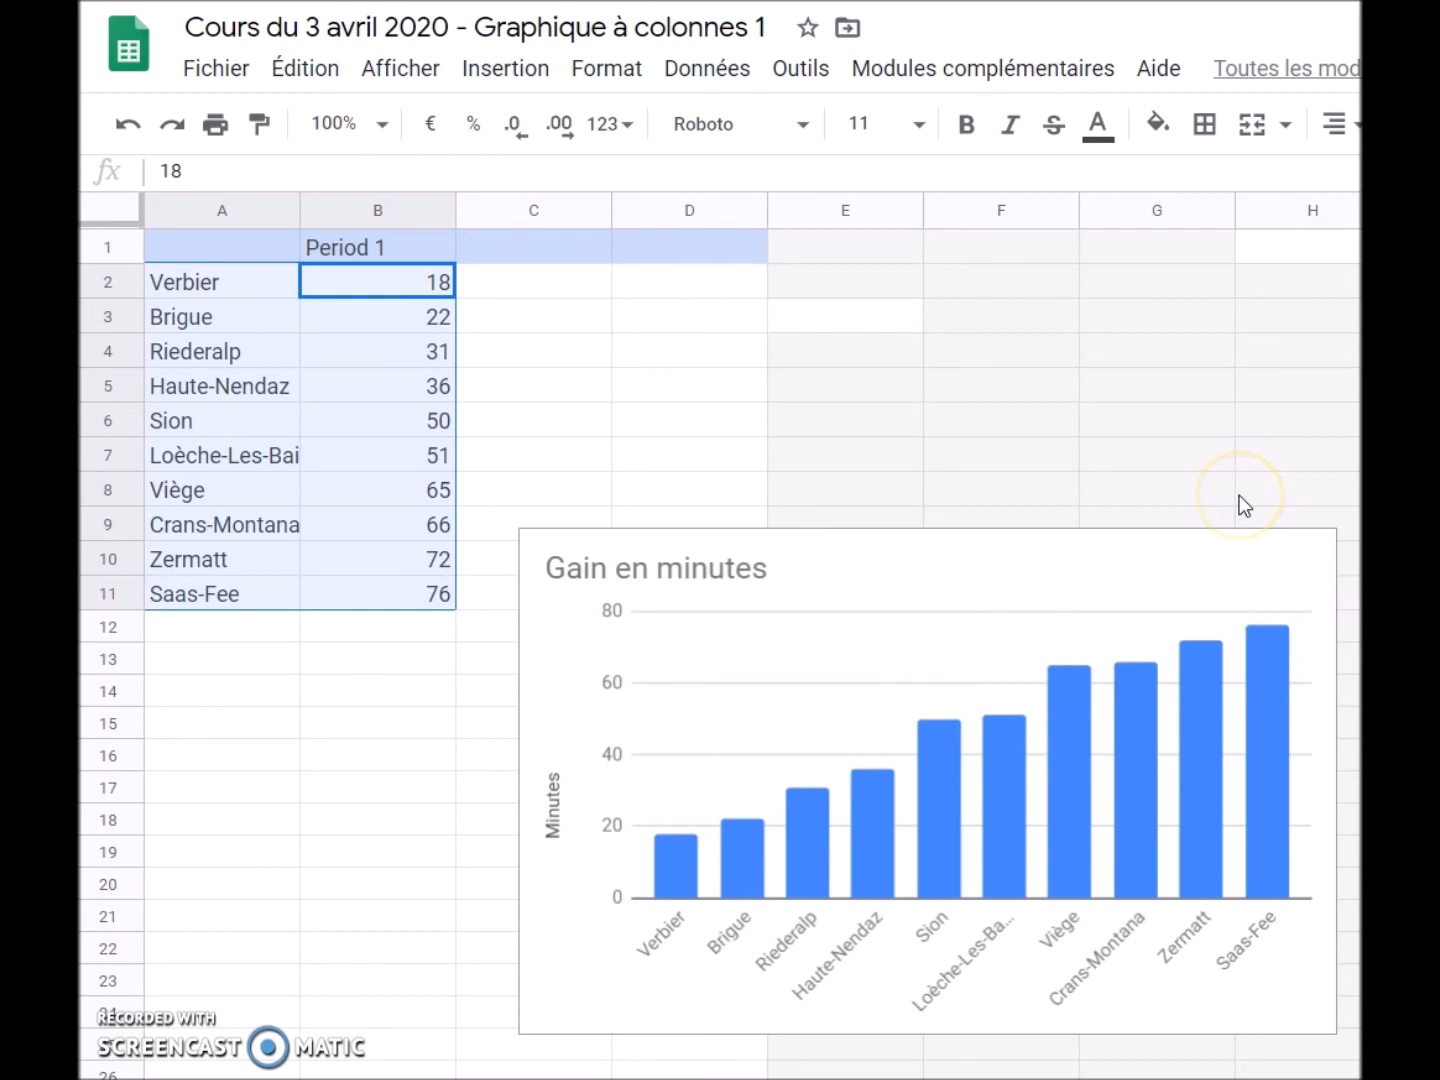 Cours du 3 avril 2020 - Graphique à colonnes 1
Fichier Édition Afficher Insertion Format Données Outils Modules complémentaires Aide Toutes les mod
100% € % .0 .00 123 Roboto 11 B I S A
fx 18
A B C D E F G H
1 Period 1
2 Verbier 18
3 Brigue 22
4 Riederalp 31
5 Haute-Nendaz 36
6 Sion 50
7 Loèche-Les-Bai 51
8 Viège 65
9 Crans-Montana 66
10 Zermatt 72
11 Saas-Fee 76
12
13
14
15
16
17
18
19
20
21
22
23
26
Gain en minutes
80
60
40
20
0
Minutes
Verbier Brigue Riederalp Haute-Nendaz Sion Loèche-Les-Ba... Viège Crans-Montana Zermatt Saas-Fee
RECORDED WITH
SCREENCAST MATIC